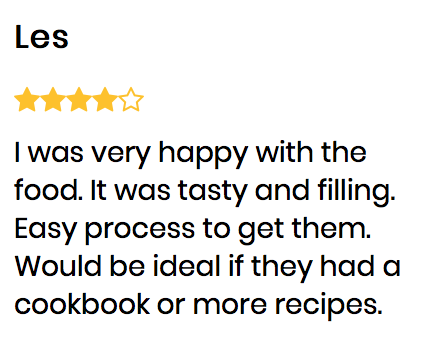 Les
I was very happy with the
food. It was tasty and filling.
Easy process to get them.
Would be ideal if they had a
cookbook or more recipes.